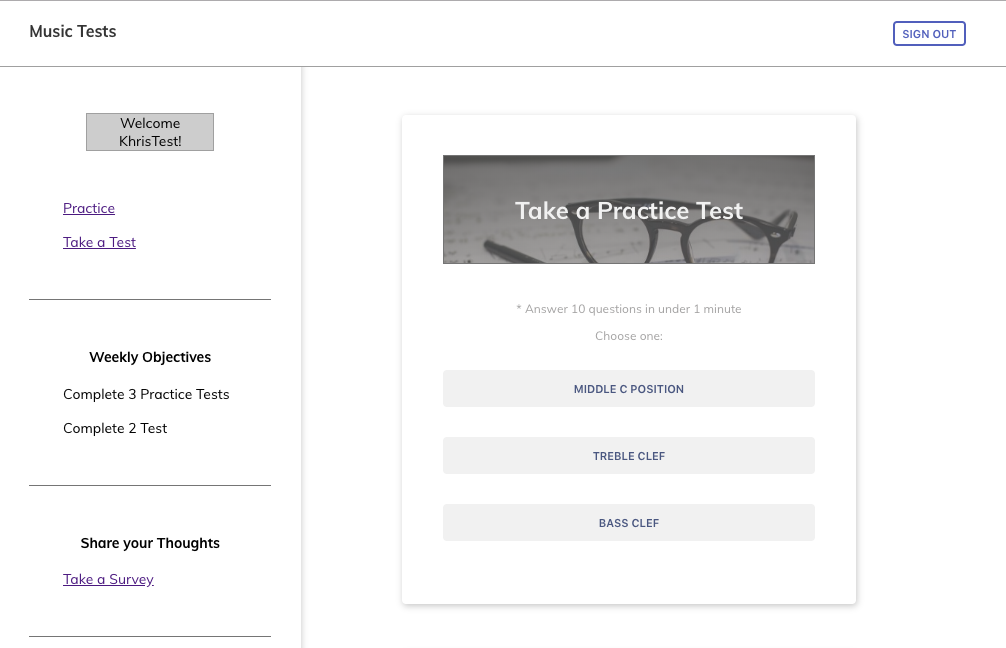 Music Tests
SIGN OUT
Welcome
KhrisTest!
Practice
Take a Test
Weekly Objectives
Complete 3 Practice Tests
Complete 2 Test
Share your Thoughts
Take a Survey
Take a Practice Test
* Answer 10 questions in under 1 minute
Choose one:
MIDDLE C POSITION
TREBLE CLEF
BASS CLEF